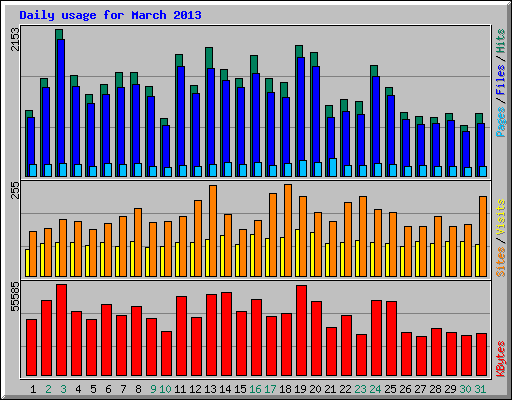 Daily usage for March 2013
2153
Pages/Files/Hits
255
Sites/Visits
55585
KBytes
1 2 3 4 5 6 7 8 9 10 11 12 13 14 15 16 17 18 19 20 21 22 23 24 25 26 27 28 29 30 31